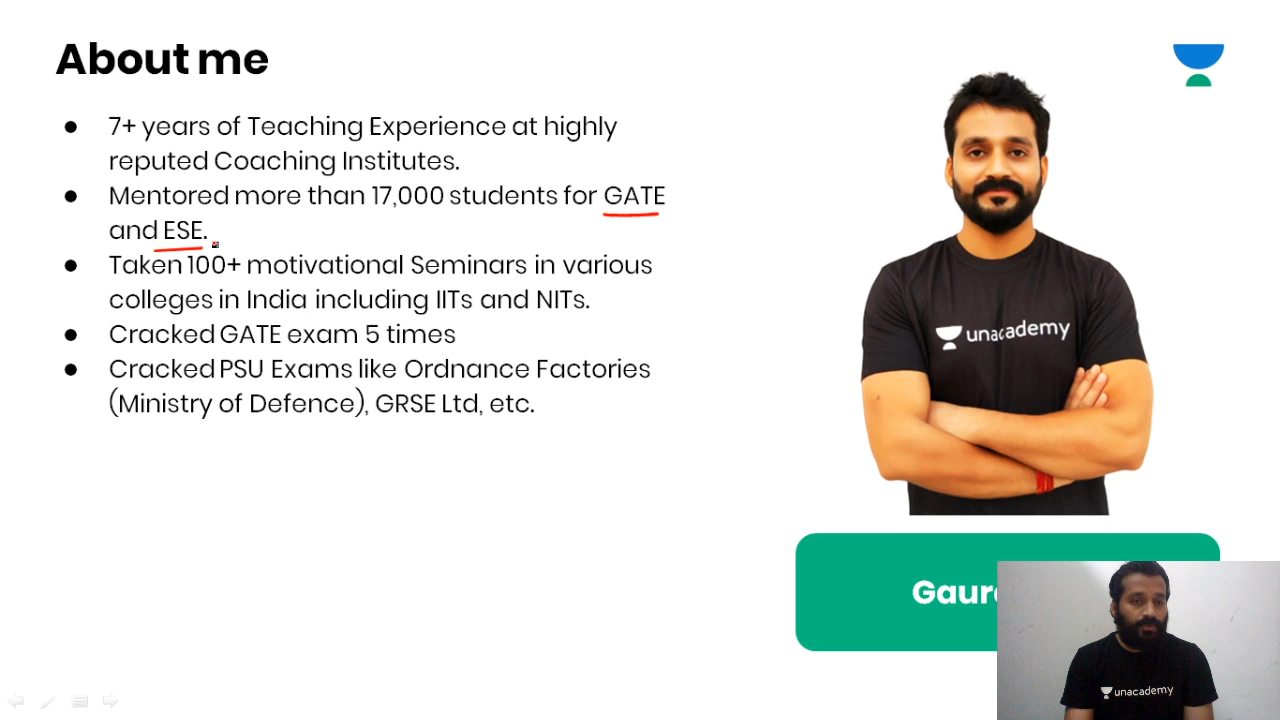 About me
● 7+ years of Teaching Experience at highly
reputed Coaching Institutes.
● Mentored more than 17,000 students for GATE
and ESE.
● Taken 100+ motivational Seminars in various
colleges in India including IITs and NITs.
● Cracked GATE exam 5 times
● Cracked PSU Exams like Ordnance Factories
(Ministry of Defence), GRSE Ltd, etc.
unacademy
unacademy